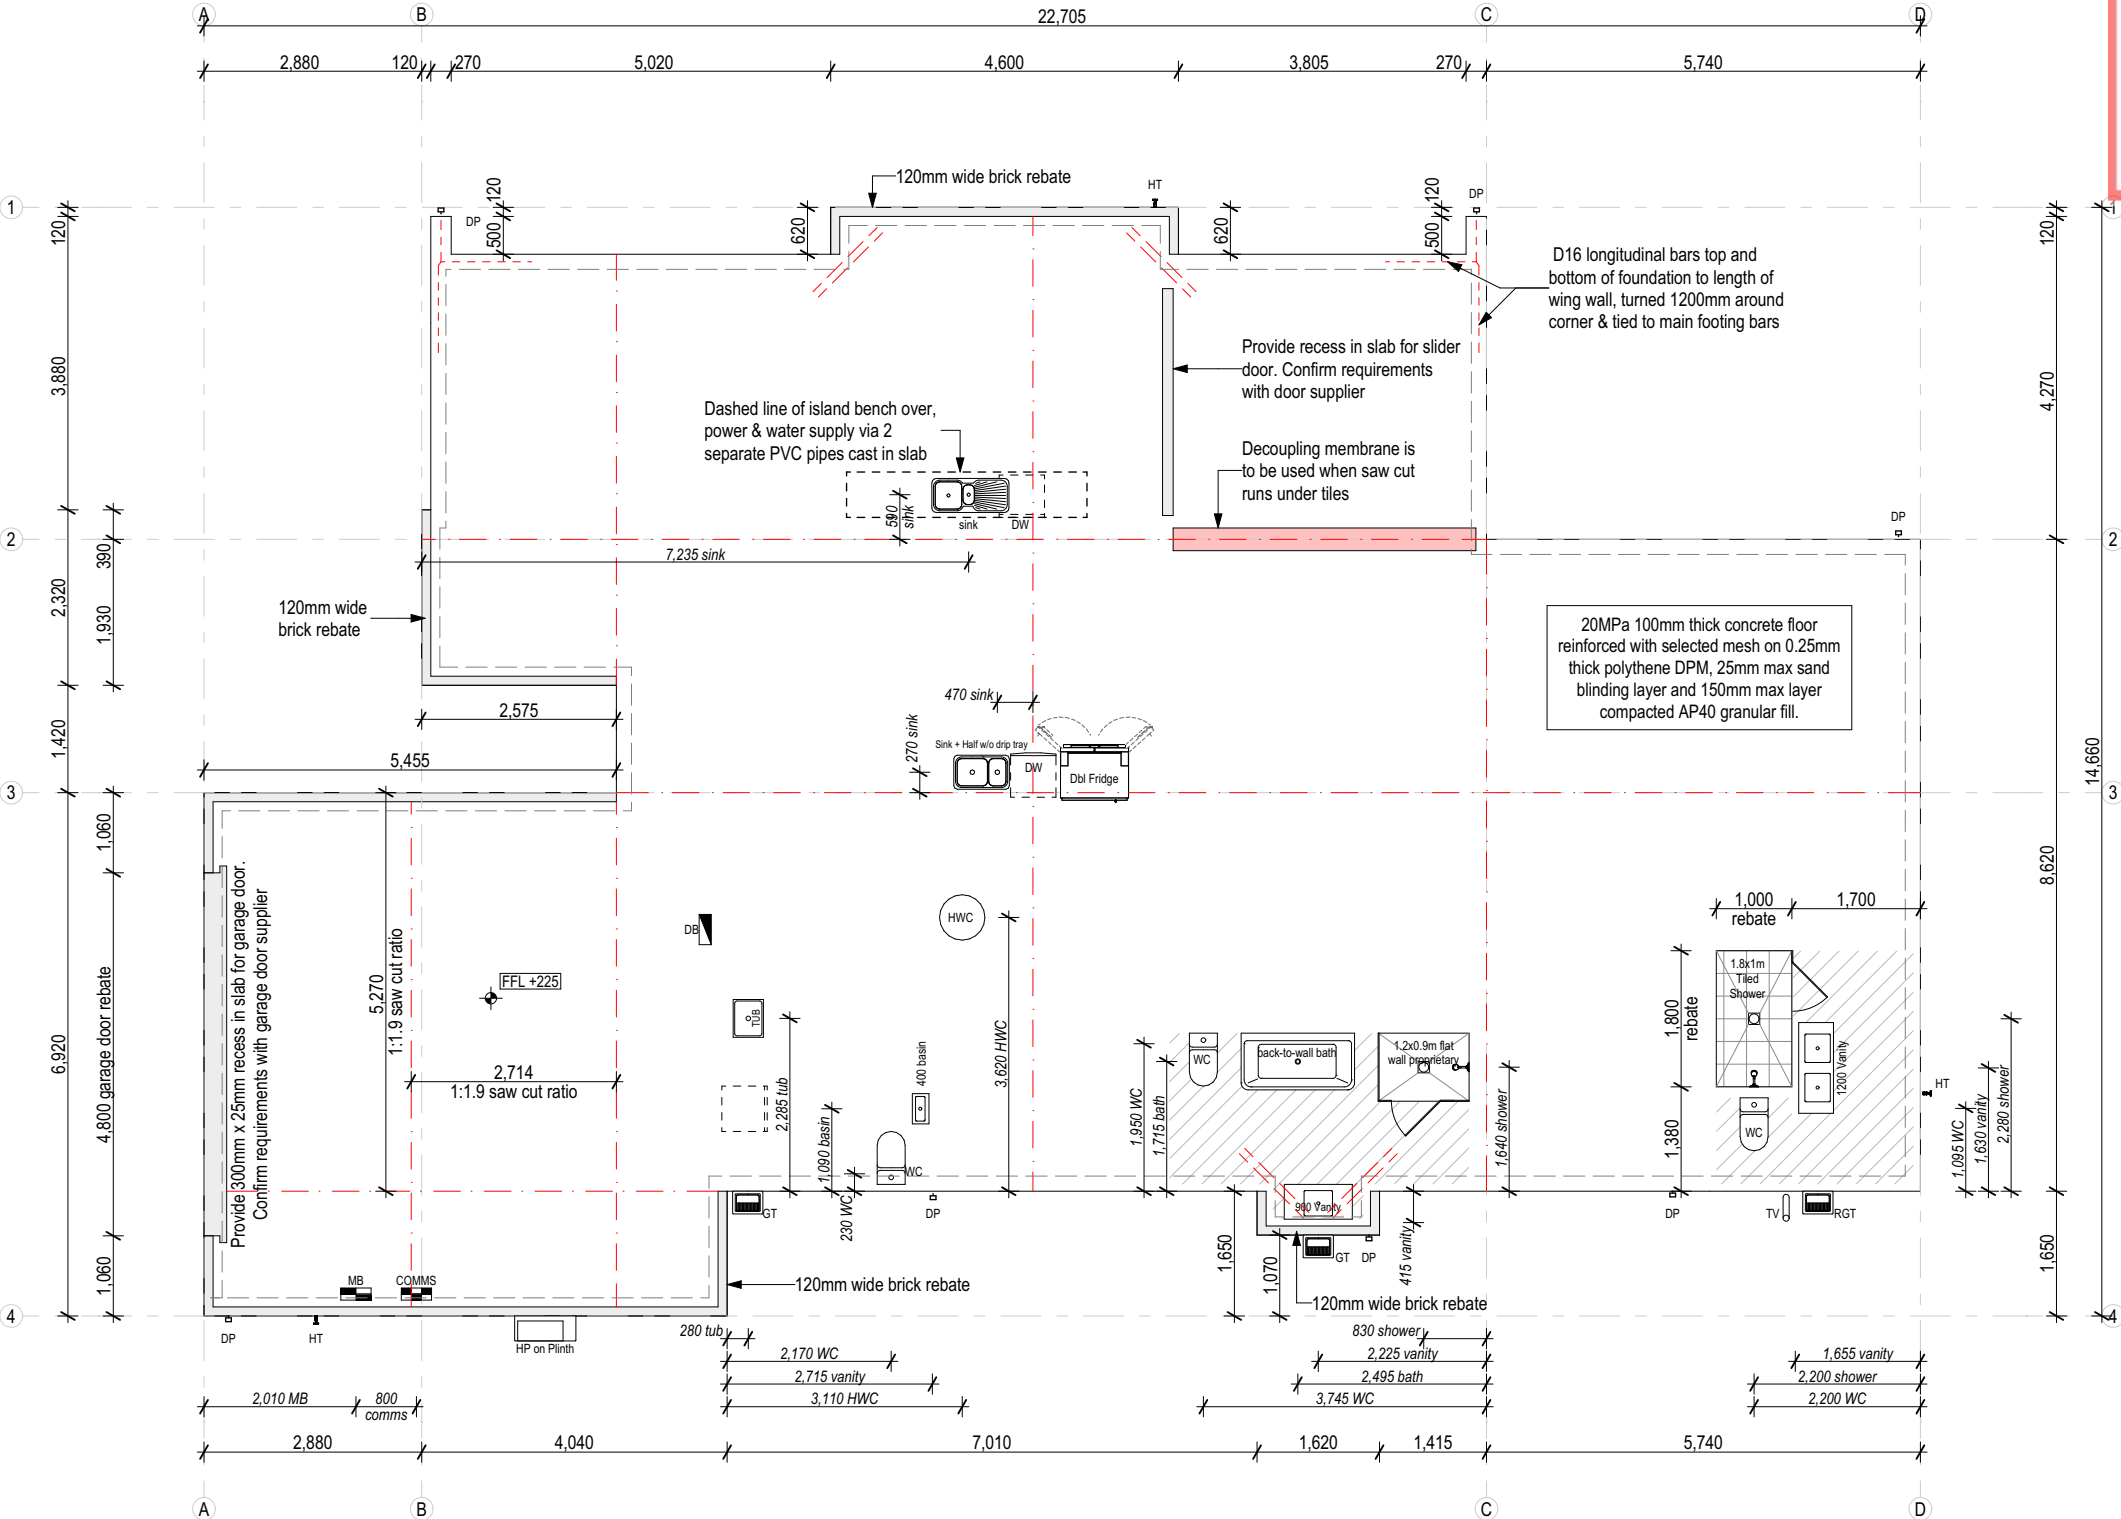 A
B
C
D
22,705
2,880
120
270
5,020
4,600
3,805
270
5,740
1
1
120
3,880
2,320
1,420
6,920
390
1,930
1,060
4,800 garage door rebate
1,060
120
500
DP
620
120mm wide brick rebate
HT
620
120
500
DP
D16 longitudinal bars top and
bottom of foundation to length of
wing wall, turned 1200mm around
corner & tied to main footing bars
120
4,270
8,620
1,650
14,660
Provide recess in slab for slider
door. Confirm requirements
with door supplier
Dashed line of island bench over,
power & water supply via 2
separate PVC pipes cast in slab
Decoupling membrane is
to be used when saw cut
runs under tiles
590
sink
sink
DW
DP
2
2
7,235 sink
120mm wide
brick rebate
20MPa 100mm thick concrete floor
reinforced with selected mesh on 0.25mm
thick polythene DPM, 25mm max sand
blinding layer and 150mm max layer
compacted AP40 granular fill.
2,575
5,455
470 sink
270 sink
Sink + Half w/o drip tray
DW
Dbl Fridge
3
3
Provide 300mm x 25mm recess in slab for garage door.
Confirm requirements with garage door supplier
5,270
1:1.9 saw cut ratio
FFL +225
2,714
1:1.9 saw cut ratio
DB
HWC
TUB
2,285 tub
1,090 basin
400 basin
230 WC
WC
3,620 HWC
1,950 WC
1,715 bath
WC
back-to-wall bath
1.2x0.9m flat
wall proprietary
1,640 shower
1,000
rebate
1,700
1.8x1m
Tiled
Shower
1,800
rebate
1,380
WC
1200 Vanity
HT
1,095 WC
1,630 vanity
2,280 shower
GT
DP
900 Vanity
1,650
1,070
GT
DP
415 vanity
DP
TV
RGT
MB
COMMS
120mm wide brick rebate
120mm wide brick rebate
4
4
DP
HT
HP on Plinth
280 tub
2,170 WC
2,715 vanity
3,110 HWC
830 shower
2,225 vanity
2,495 bath
3,745 WC
1,655 vanity
2,200 shower
2,200 WC
2,010 MB
800
comms
2,880
4,040
7,010
1,620
1,415
5,740
A
B
C
D